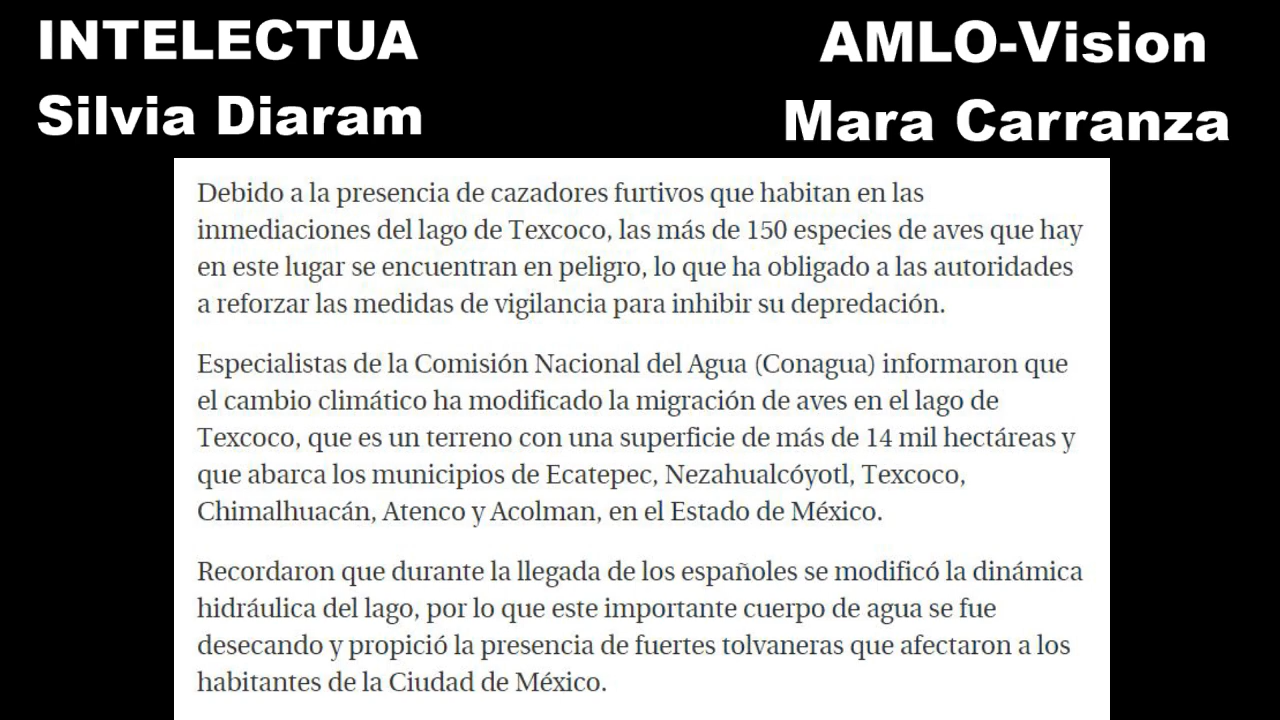 INTELECTUA
Silvia Diaram
AMLO-Vision
Mara Carranza
Debido a la presencia de cazadores furtivos que habitan en las
inmediaciones del lago de Texcoco, las más de 150 especies de aves que hay
en este lugar se encuentran en peligro, lo que ha obligado a las autoridades
a reforzar las medidas de vigilancia para inhibir su depredación.
Especialistas de la Comisión Nacional del Agua (Conagua) informaron que
el cambio climático ha modificado la migración de aves en el lago de
Texcoco, que es un terreno con una superficie de más de 14 mil hectáreas y
que abarca los municipios de Ecatepec, Nezahualcóyotl, Texcoco,
Chimalhuacán, Atenco y Acolman, en el Estado de México.
Recordaron que durante la llegada de los españoles se modificó la dinámica
hidráulica del lago, por lo que este importante cuerpo de agua se fue
desecando y propició la presencia de fuertes tolvaneras que afectaron a los
habitantes de la Ciudad de México.